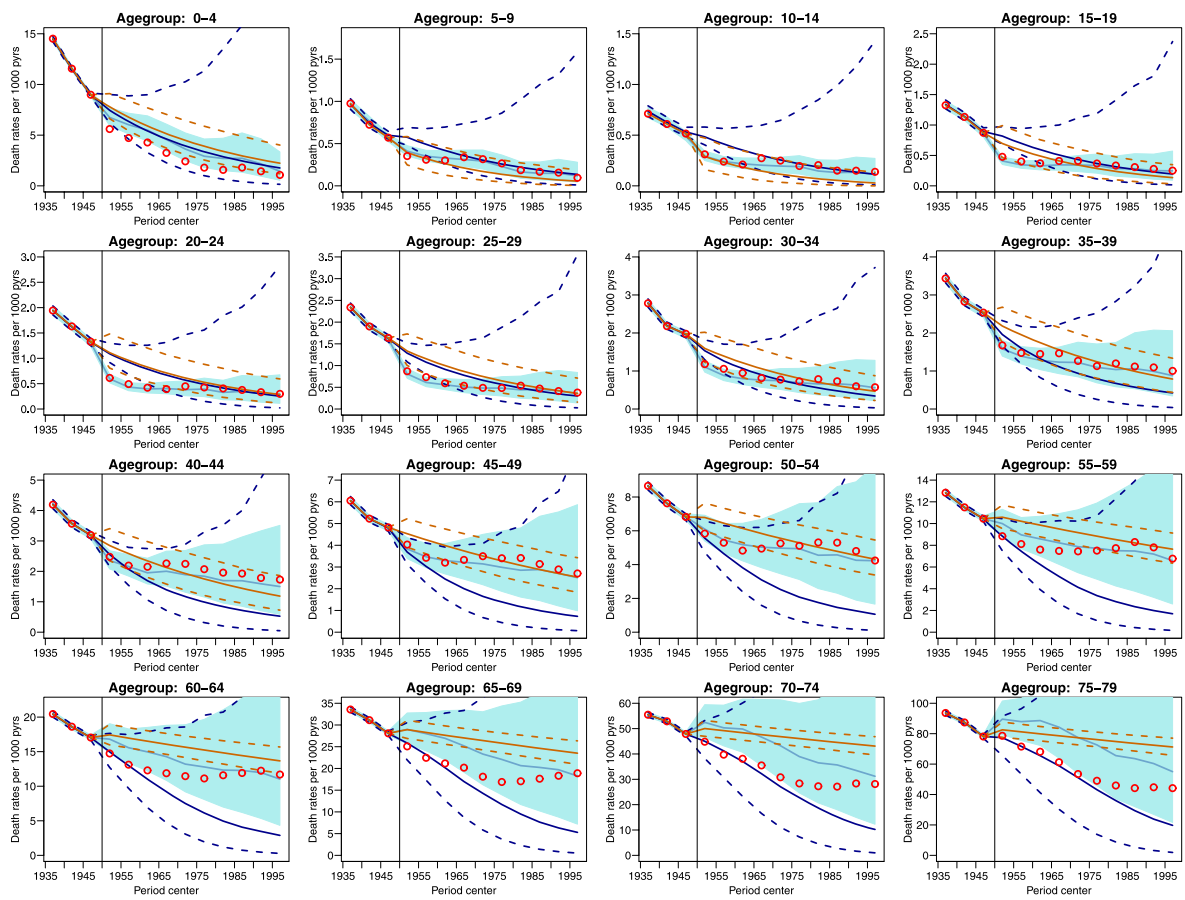 Agegroup: 0−4
Death rates per 1000 pyrs
15
10
5
0
1935 1945 1955 1965 1975 1985 1995
Period center
Agegroup: 5−9
Death rates per 1000 pyrs
1.5
1.0
0.5
0.0
1935 1945 1955 1965 1975 1985 1995
Period center
Agegroup: 10−14
Death rates per 1000 pyrs
1.5
1.0
0.5
0.0
1935 1945 1955 1965 1975 1985 1995
Period center
Agegroup: 15−19
Death rates per 1000 pyrs
2.5
2.0
1.5
1.0
0.5
0.0
1935 1945 1955 1965 1975 1985 1995
Period center
Agegroup: 20−24
Death rates per 1000 pyrs
3.0
2.5
2.0
1.5
1.0
0.5
0.0
1935 1945 1955 1965 1975 1985 1995
Period center
Agegroup: 25−29
Death rates per 1000 pyrs
3.5
3.0
2.5
2.0
1.5
1.0
0.5
0.0
1935 1945 1955 1965 1975 1985 1995
Period center
Agegroup: 30−34
Death rates per 1000 pyrs
4
3
2
1
0
1935 1945 1955 1965 1975 1985 1995
Period center
Agegroup: 35−39
Death rates per 1000 pyrs
4
3
2
1
0
1935 1945 1955 1965 1975 1985 1995
Period center
Agegroup: 40−44
Death rates per 1000 pyrs
5
4
3
2
1
0
1935 1945 1955 1965 1975 1985 1995
Period center
Agegroup: 45−49
Death rates per 1000 pyrs
7
6
5
4
3
2
1
0
1935 1945 1955 1965 1975 1985 1995
Period center
Agegroup: 50−54
Death rates per 1000 pyrs
8
6
4
2
0
1935 1945 1955 1965 1975 1985 1995
Period center
Agegroup: 55−59
Death rates per 1000 pyrs
14
12
10
8
6
4
2
0
1935 1945 1955 1965 1975 1985 1995
Period center
Agegroup: 60−64
Death rates per 1000 pyrs
20
15
10
5
0
1935 1945 1955 1965 1975 1985 1995
Period center
Agegroup: 65−69
Death rates per 1000 pyrs
35
30
25
20
15
10
5
0
1935 1945 1955 1965 1975 1985 1995
Period center
Agegroup: 70−74
Death rates per 1000 pyrs
60
50
40
30
20
10
0
1935 1945 1955 1965 1975 1985 1995
Period center
Agegroup: 75−79
Death rates per 1000 pyrs
100
80
60
40
20
0
1935 1945 1955 1965 1975 1985 1995
Period center